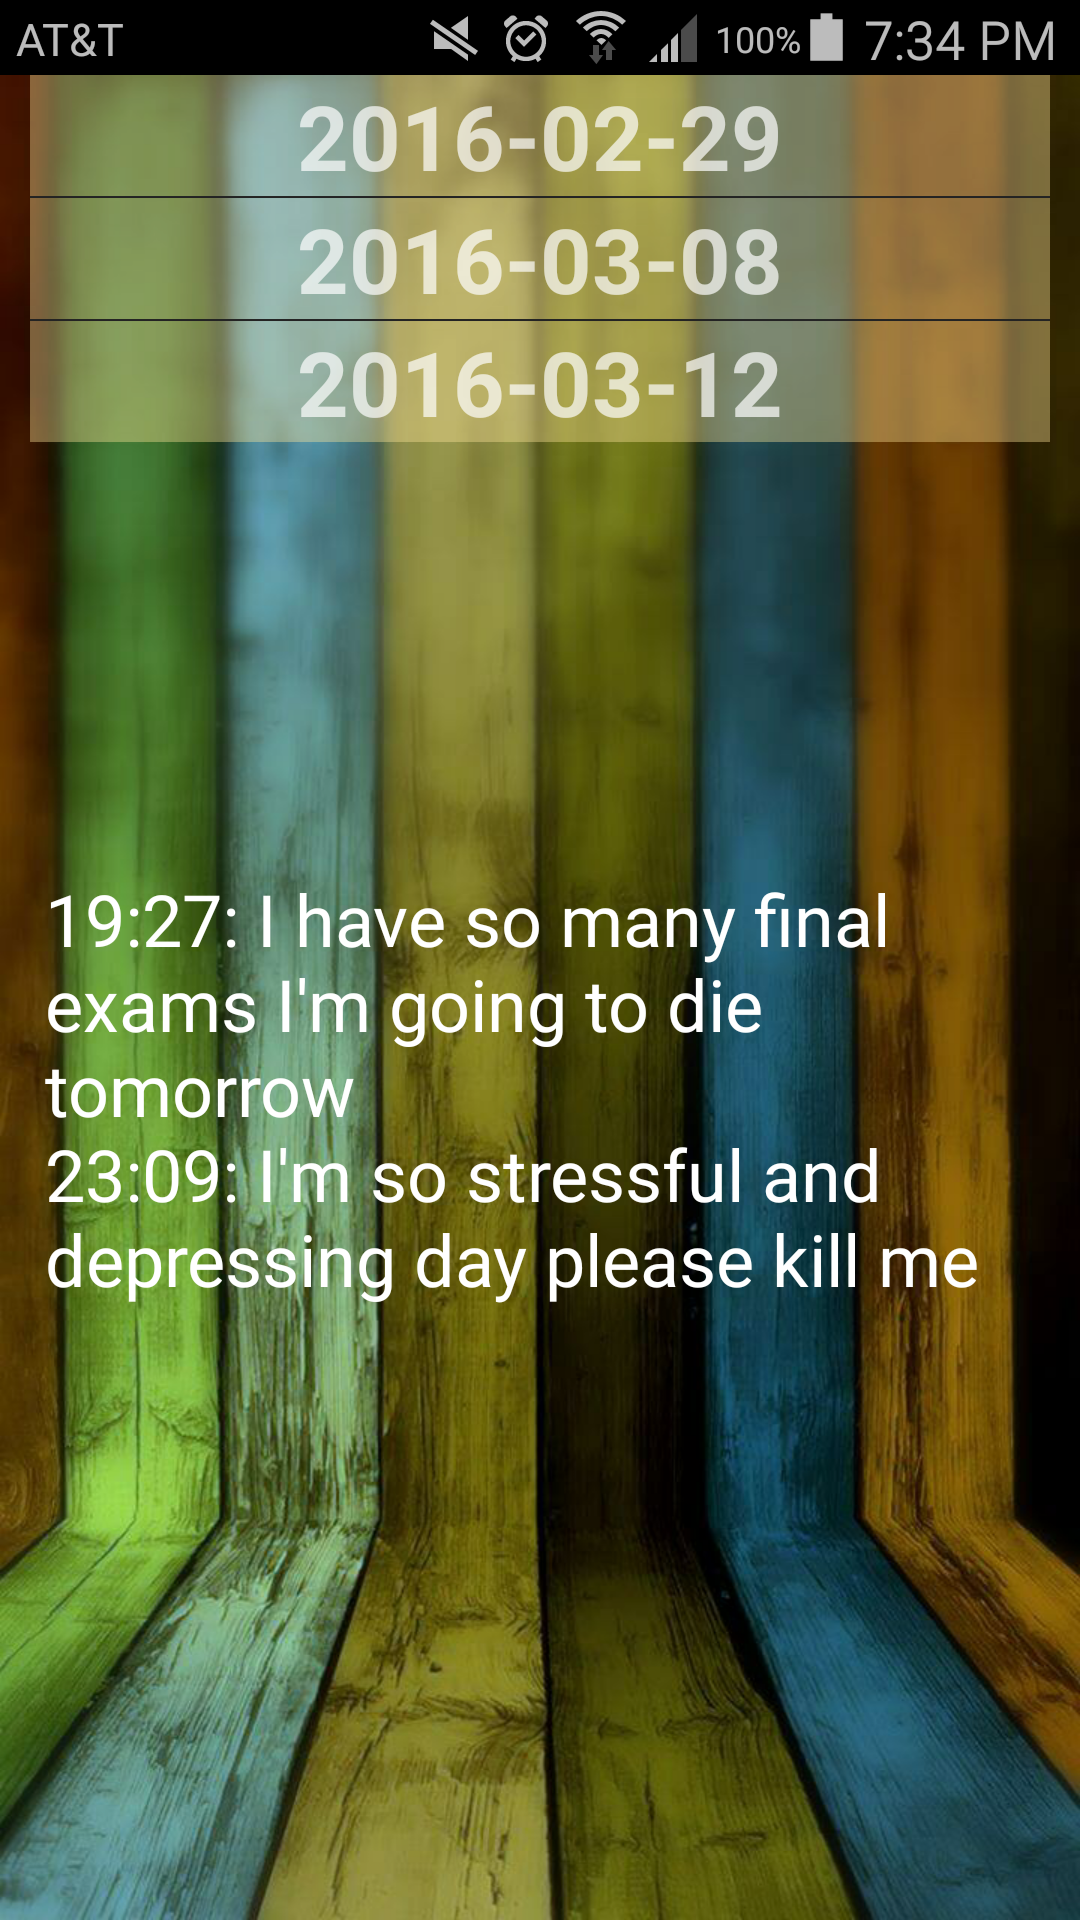 AT&T 100% 7:34 PM
2016-02-29
2016-03-08
2016-03-12
19:27: I have so many final
exams I'm going to die
tomorrow
23:09: I'm so stressful and
depressing day please kill me